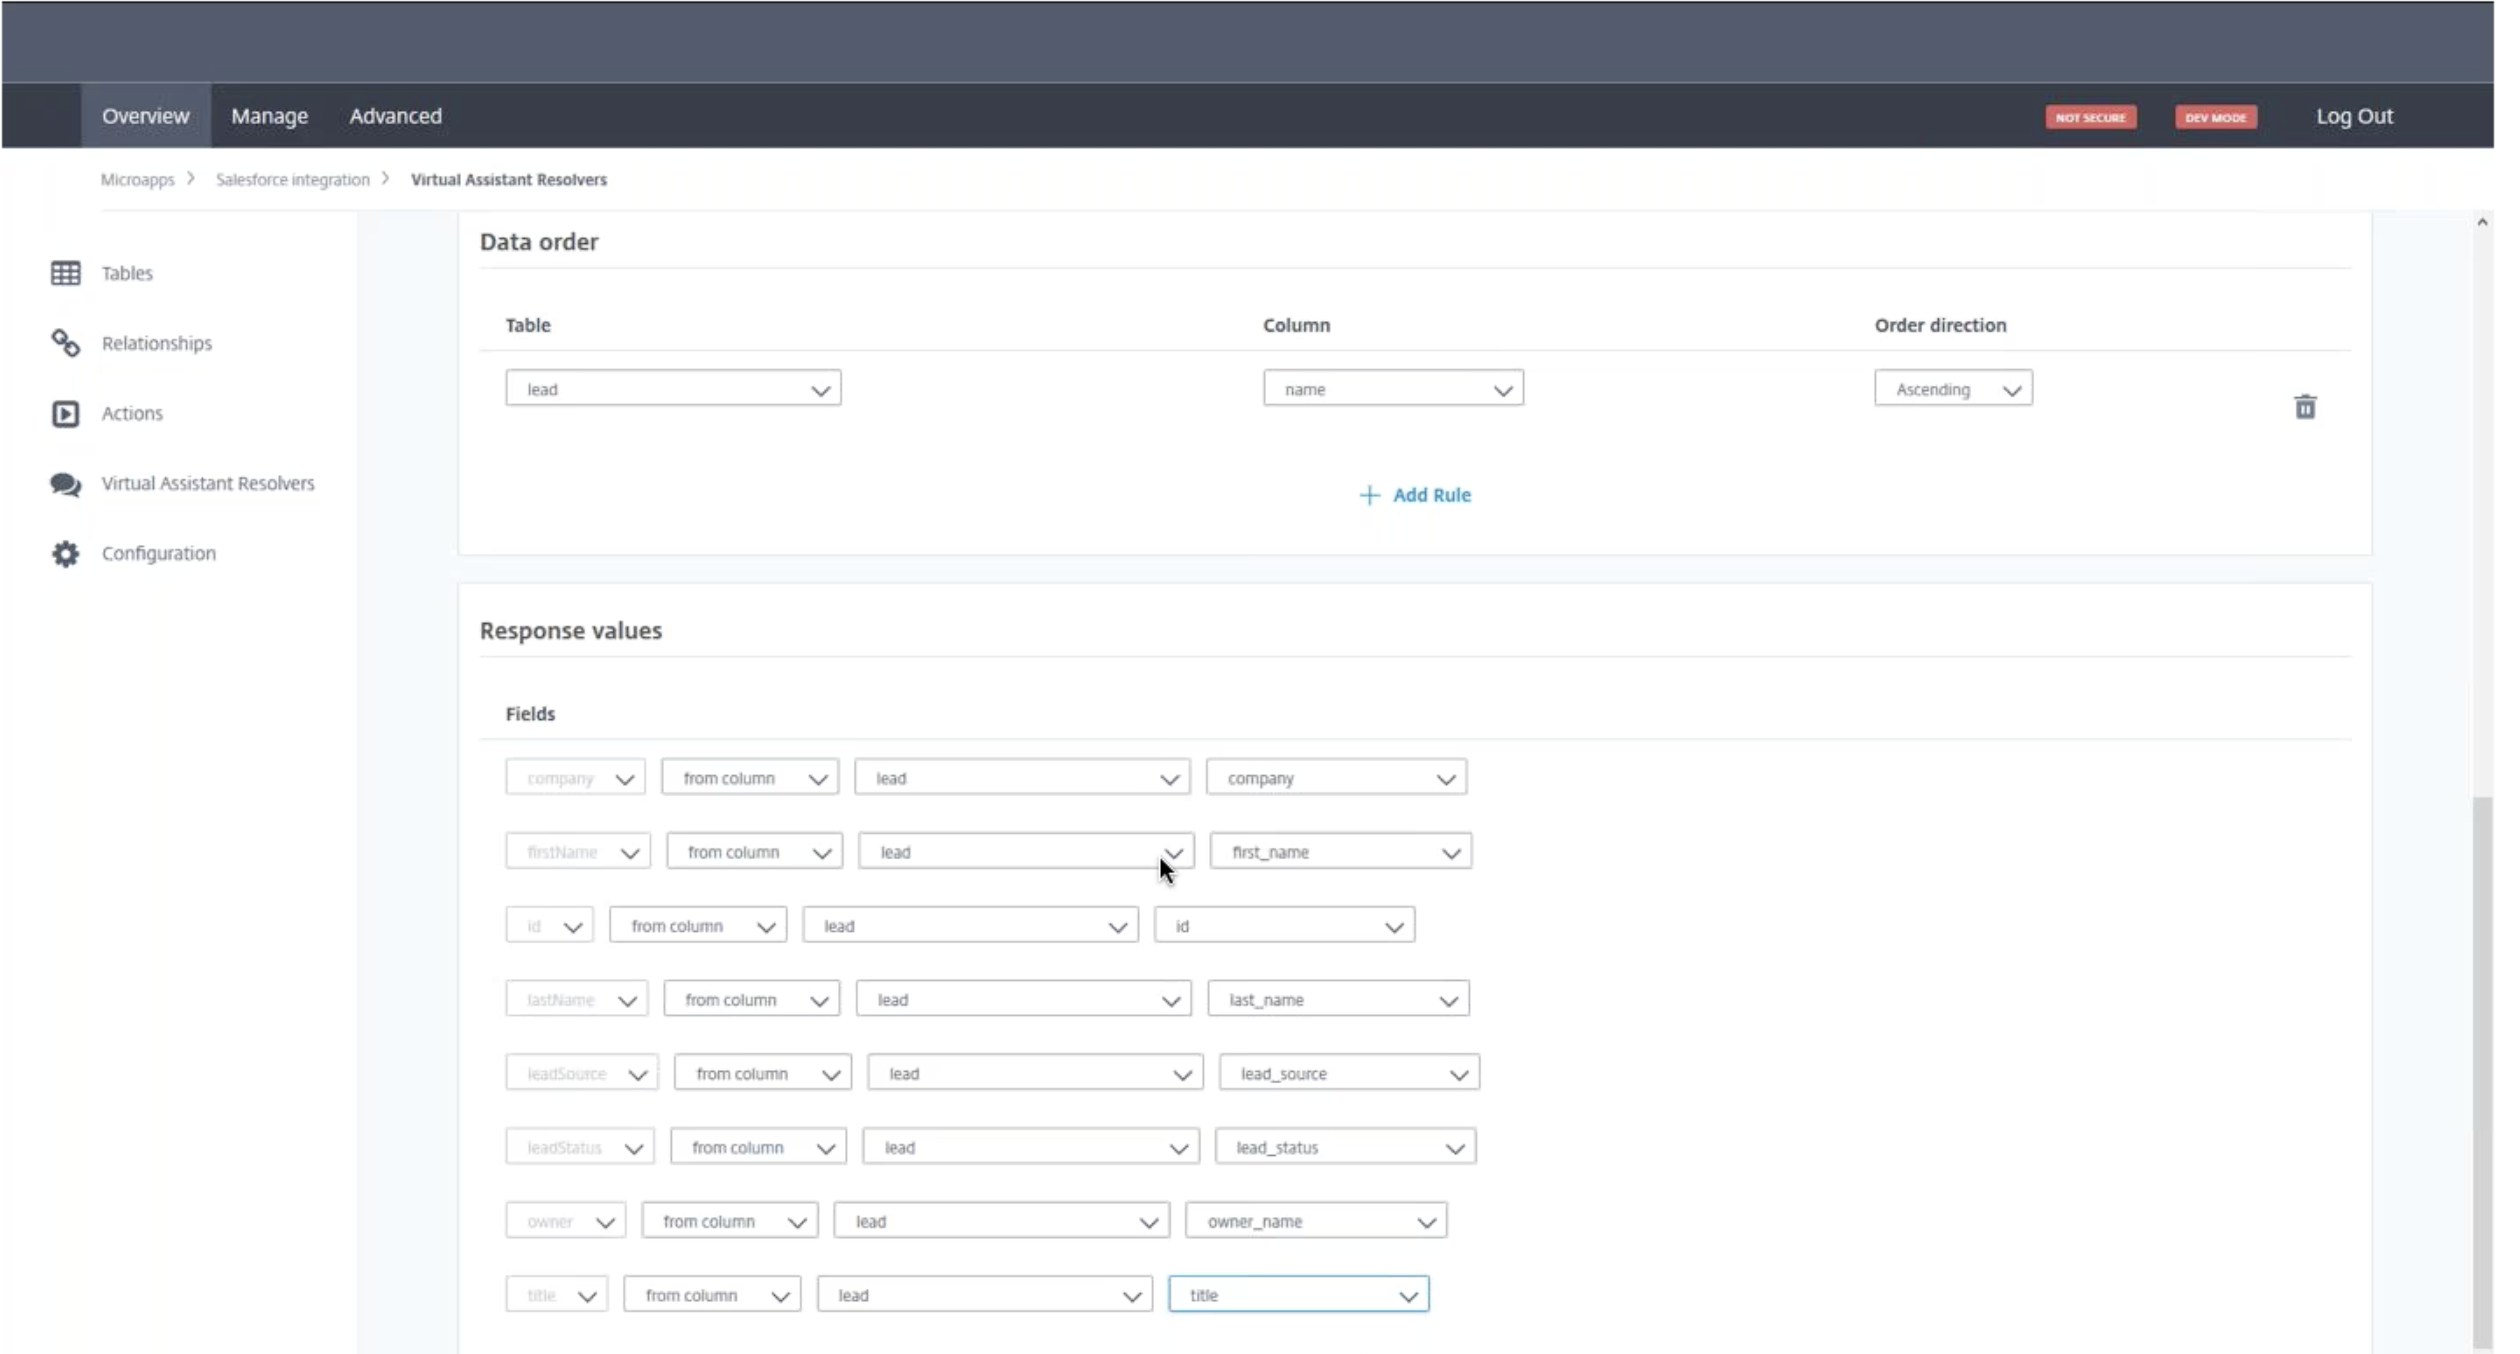 Overview Manage Advanced NOT SECURE DEV MODE Log Out
Microapps Salesforce integration Virtual Assistant Resolvers
Tables
Relationships
Actions
Virtual Assistant Resolvers
Configuration
Data order
Table Column Order direction
lead name Ascending
+ Add Rule
Response values
Fields
company from column lead company
firstName from column lead first_name
id from column lead id
lastName from column lead last_name
leadSource from column lead lead_source
leadStatus from column lead lead_status
owner from column lead owner_name
title from column lead title